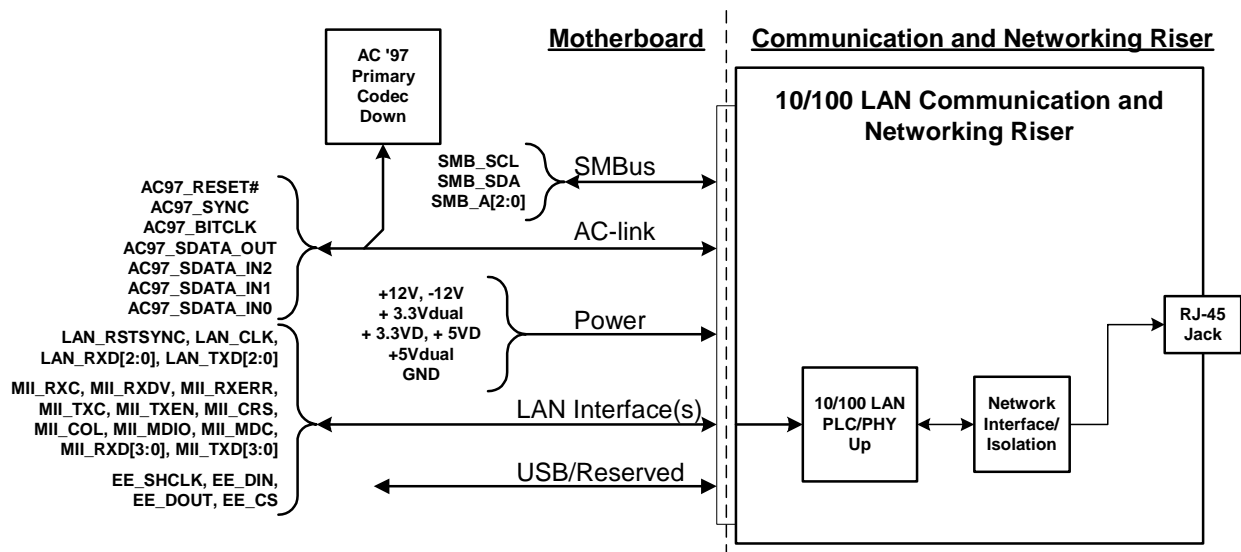 Motherboard
Communication and Networking Riser
AC '97
Primary
Codec
Down
10/100 LAN Communication and
Networking Riser
SMB_SCL
SMB_SDA
SMB_A[2:0]
SMBus
AC97_RESET#
AC97_SYNC
AC97_BITCLK
AC97_SDATA_OUT
AC97_SDATA_IN2
AC97_SDATA_IN1
AC97_SDATA_IN0
AC-link
+12V, -12V
+ 3.3Vdual
+ 3.3VD, + 5VD
+5Vdual
GND
Power
RJ-45
Jack
LAN_RSTSYNC, LAN_CLK,
LAN_RXD[2:0], LAN_TXD[2:0]
MII_RXC, MII_RXDV, MII_RXERR,
MII_TXC, MII_TXEN, MII_CRS,
MII_COL, MII_MDIO, MII_MDC,
MII_RXD[3:0], MII_TXD[3:0]
EE_SHCLK, EE_DIN,
EE_DOUT, EE_CS
LAN Interface(s)
10/100 LAN
PLC/PHY
Up
Network
Interface/
Isolation
USB/Reserved